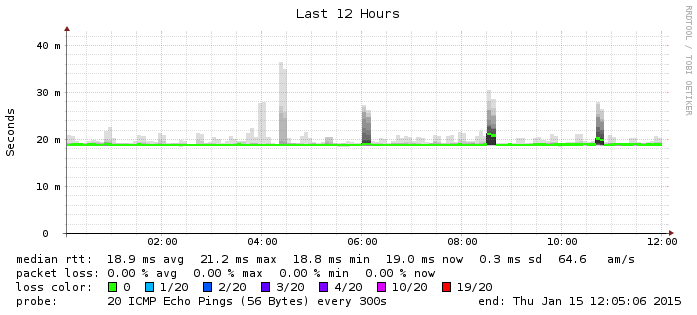 Last 12 Hours
RRDTOOL / TOBI OETIKER
Seconds
40 m
30 m
20 m
10 m
0
02:00 04:00 06:00 08:00 10:00 12:00
median rtt: 18.9 ms avg 21.2 ms max 18.8 ms min 19.0 ms now 0.3 ms sd 64.6 am/s
packet loss: 0.00 % avg 0.00 % max 0.00 % min 0.00 % now
loss color: 0 1/20 2/20 3/20 4/20 10/20 19/20
probe: 20 ICMP Echo Pings (56 Bytes) every 300s end: Thu Jan 15 12:05:06 2015